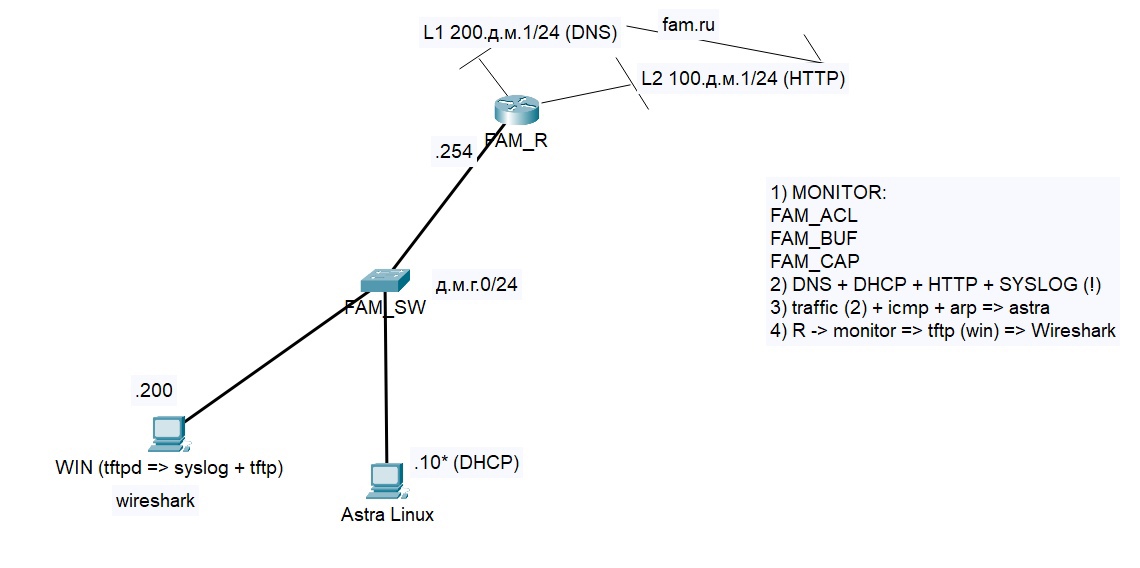 fam.ru
L1 200.д.м.1/24 (DNS)
L2 100.д.м.1/24 (HTTP)
FAM_R
.254
1) MONITOR:
FAM_ACL
FAM_BUF
FAM_CAP
2) DNS + DHCP + HTTP + SYSLOG (!)
3) traffic (2) + icmp + arp => astra
4) R -> monitor => tftp (win) => Wireshark
д.м.г.0/24
FAM_SW
.200
WIN (tftpd => syslog + tftp)
wireshark
.10* (DHCP)
Astra Linux